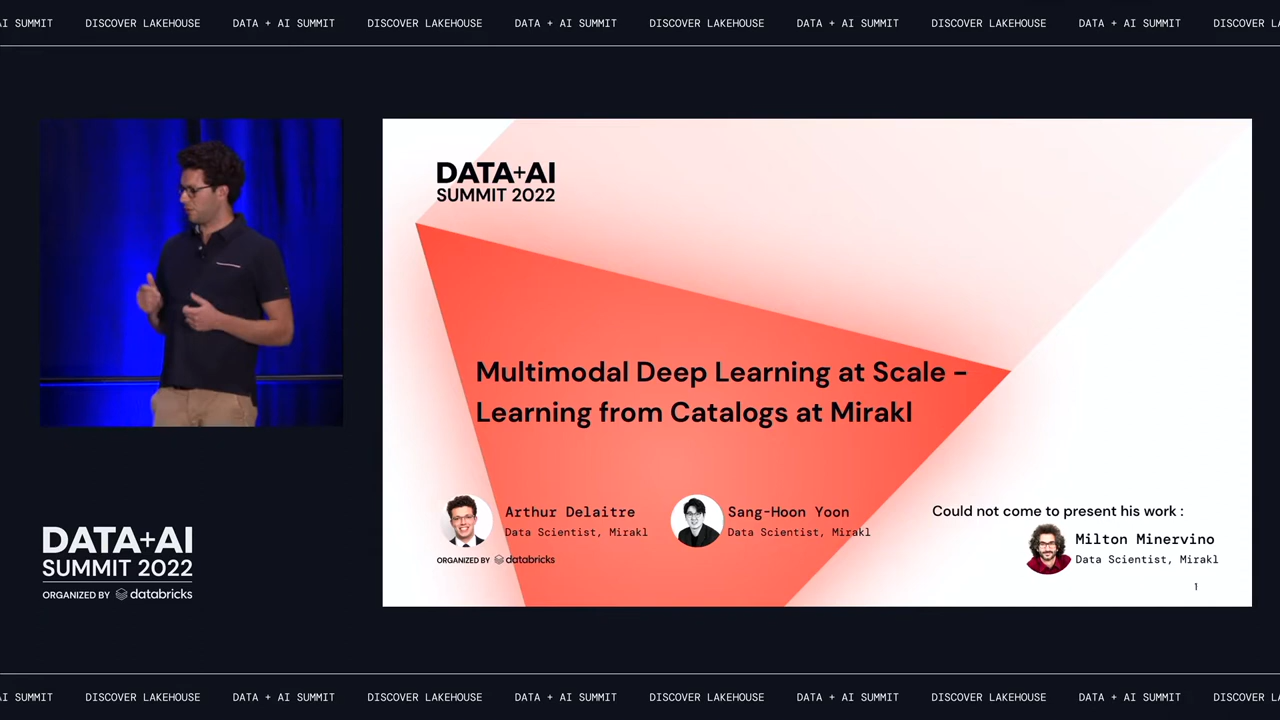 AI SUMMIT DISCOVER LAKEHOUSE DATA + AI SUMMIT DISCOVER LAKEHOUSE DATA + AI SUMMIT DISCOVER LAKEHOUSE DATA + AI SUMMIT DISCOVER LAKEHOUSE DATA + AI SUMMIT DISCOVER LA
DATA+AI
SUMMIT 2022
Multimodal Deep Learning at Scale -
Learning from Catalogs at Mirakl
Arthur Delaitre
Data Scientist, Mirakl
Sang-Hoon Yoon
Data Scientist, Mirakl
Could not come to present his work :
Milton Minervino
Data Scientist, Mirakl
ORGANIZED BY databricks
1
DATA+AI
SUMMIT 2022
ORGANIZED BY databricks
AI SUMMIT DISCOVER LAKEHOUSE DATA + AI SUMMIT DISCOVER LAKEHOUSE DATA + AI SUMMIT DISCOVER LAKEHOUSE DATA + AI SUMMIT DISCOVER LAKEHOUSE DATA + AI SUMMIT DISCOVER LA